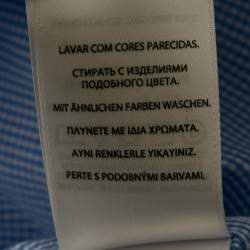 LAVAR COM CORES PARECIDAS.
СТИРАТЬ С ИЗДЕЛИЯМИ
ПОДОБНОГО ЦВЕТА.
MIT ÄHNLICHEN FARBEN WASCHEN.
ΠΛΥΝΕΤΕ ΜΕ ΙΔΙΑ ΧΡΩΜΑΤΑ.
AYNI RENKLERLE YIKAYINIZ.
PERTE S PODOBNÝMI BARVAMI.